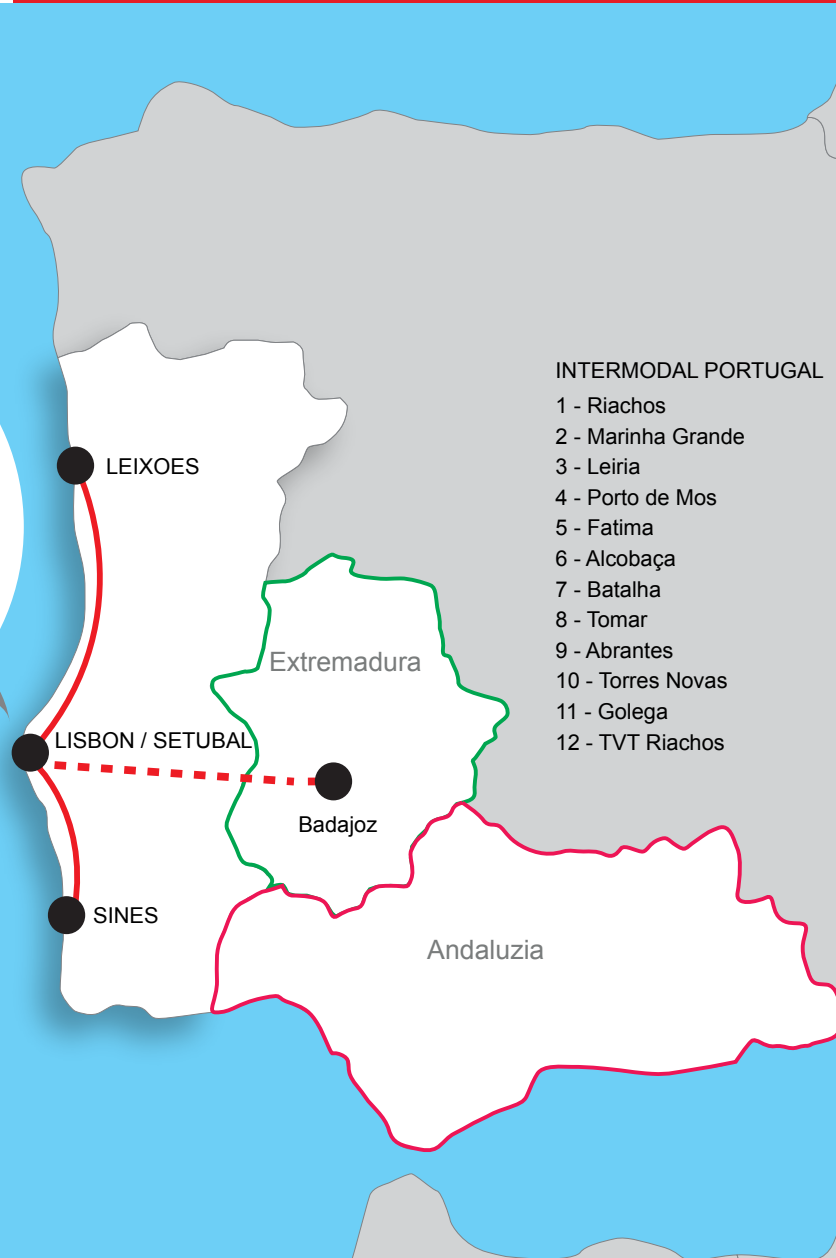 INTERMODAL PORTUGAL
1 - Riachos
2 - Marinha Grande
3 - Leiria
4 - Porto de Mos
5 - Fatima
6 - Alcobaça
7 - Batalha
8 - Tomar
9 - Abrantes
10 - Torres Novas
11 - Golega
12 - TVT Riachos
LEIXOES
Extremadura
LISBON / SETUBAL
Badajoz
SINES
Andaluzia